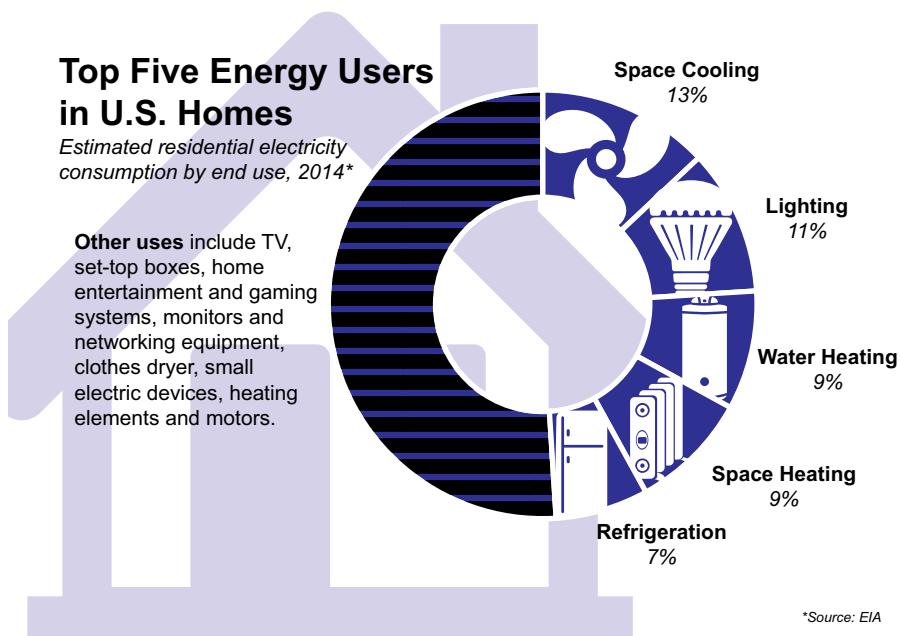 Top Five Energy Users
in U.S. Homes
Estimated residential electricity
consumption by end use, 2014*
Other uses include TV,
set-top boxes, home
entertainment and gaming
systems, monitors and
networking equipment,
clothes dryer, small
electric devices, heating
elements and motors.
Space Cooling
13%
Lighting
11%
Water Heating
9%
Space Heating
9%
Refrigeration
7%
*Source: EIA